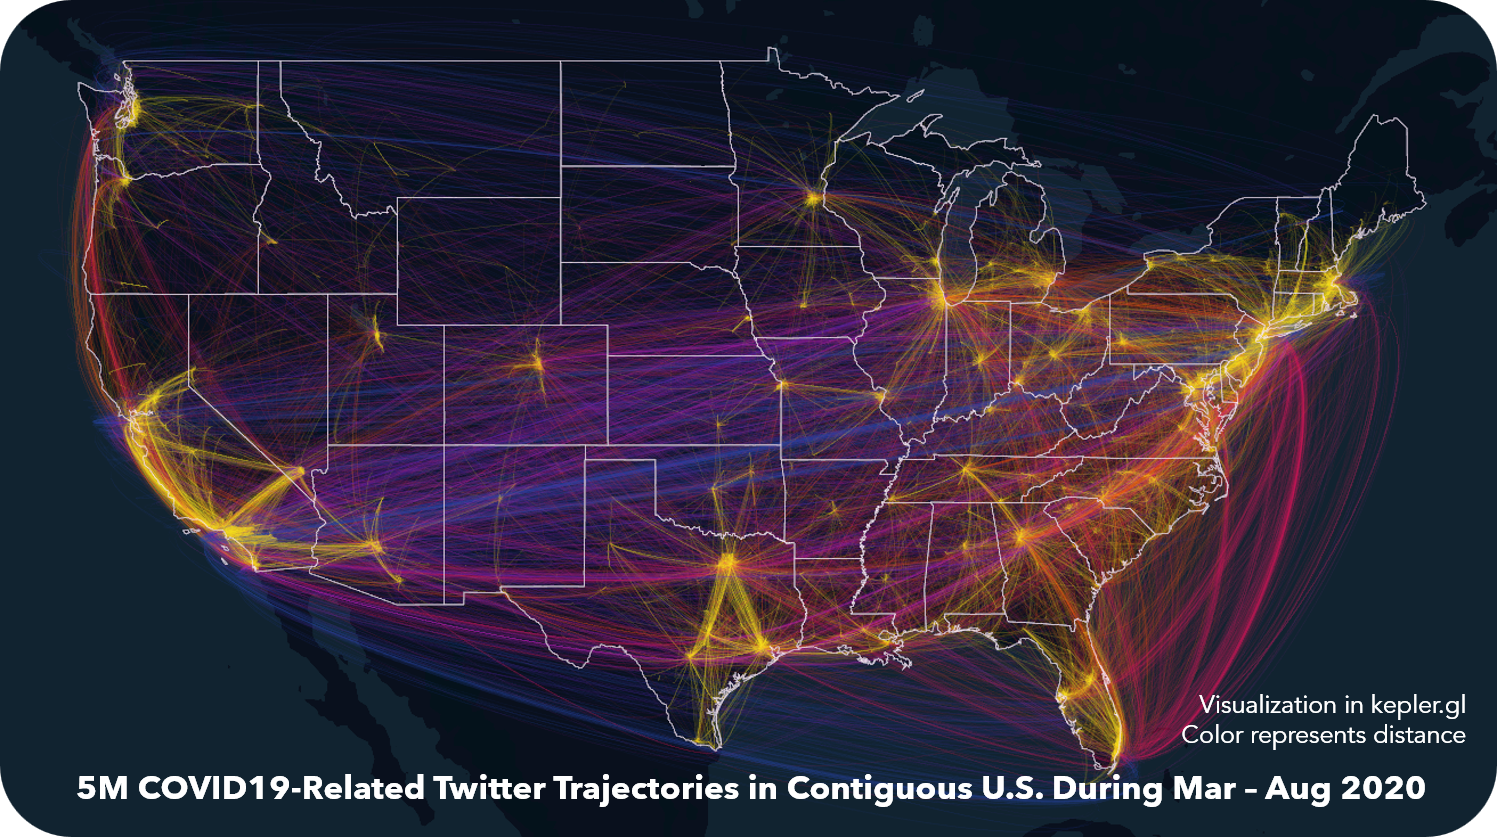 Visualization in kepler.gl
Color represents distance
5M COVID19-Related Twitter Trajectories in Contiguous U.S. During Mar – Aug 2020